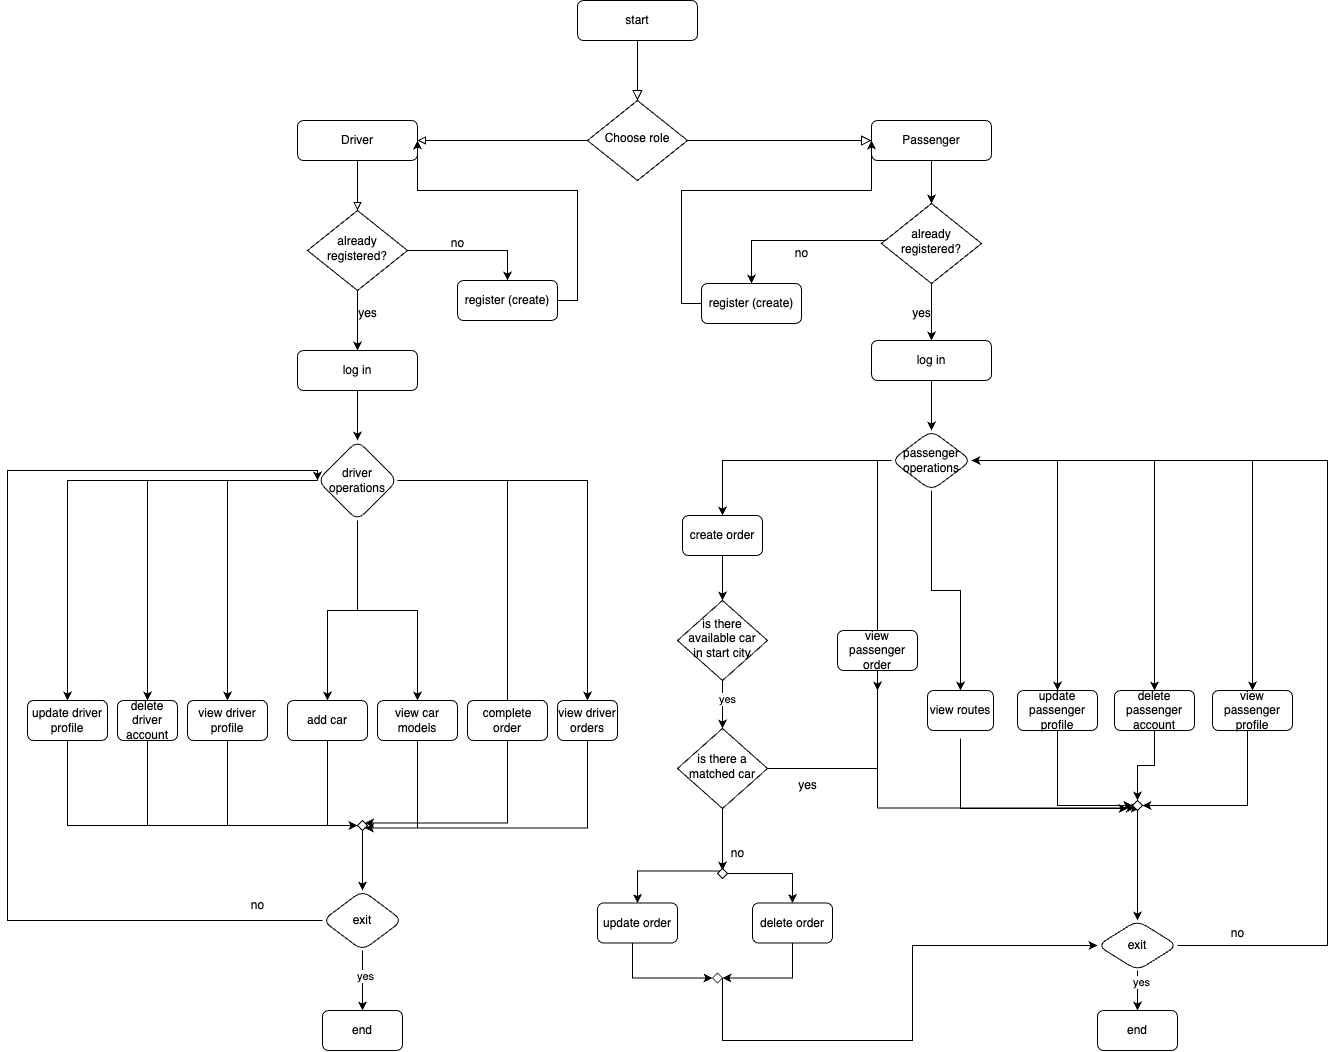 start
Choose role
Driver
Passenger
already
registered?
no
register (create)
yes
log in
already
registered?
no
register (create)
yes
log in
driver
operations
passenger
operations
create order
is there
available car
in start city
yes
view
passenger
order
view routes
update
passenger
profile
delete
passenger
account
view
passenger
profile
update driver
profile
delete
driver
account
view driver
profile
add car
view car
models
complete
order
view driver
orders
is there a
matched car
yes
no
update order
delete order
no
exit
yes
end
exit
no
yes
end